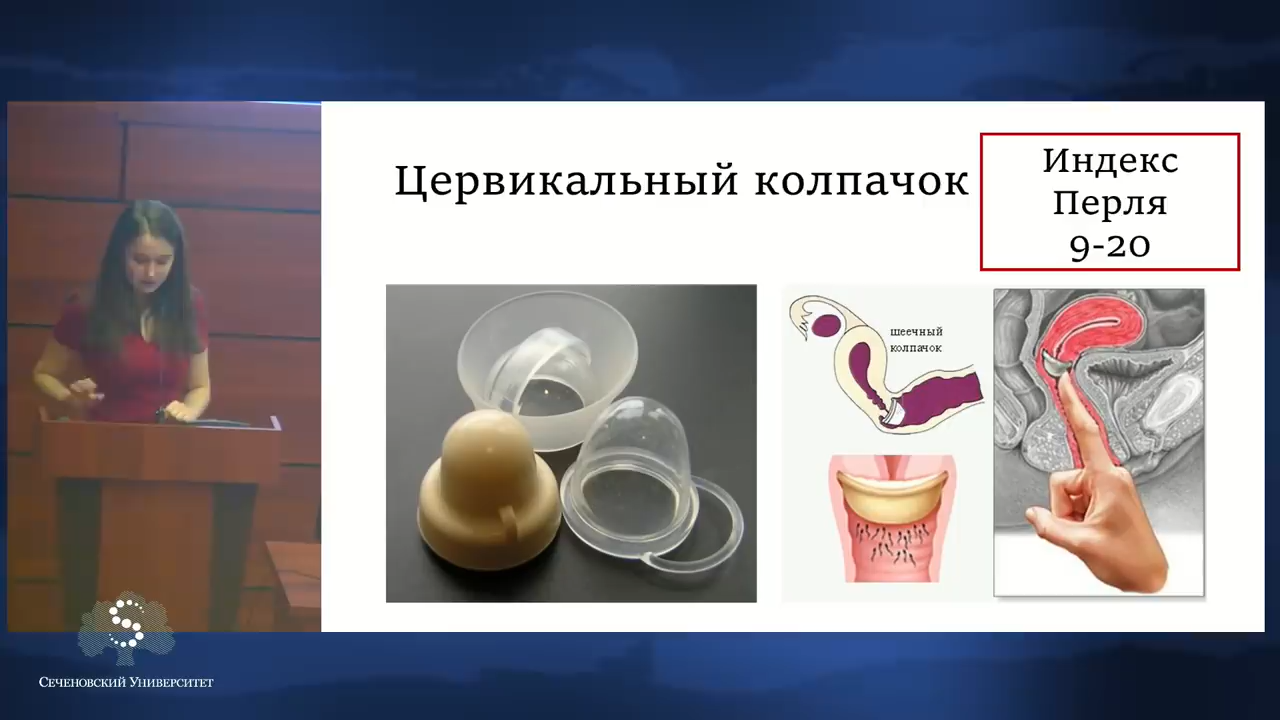 Цервикальный колпачок
Индекс
Перля
9-20
шеечный
колпачок
Сеченовский Университет